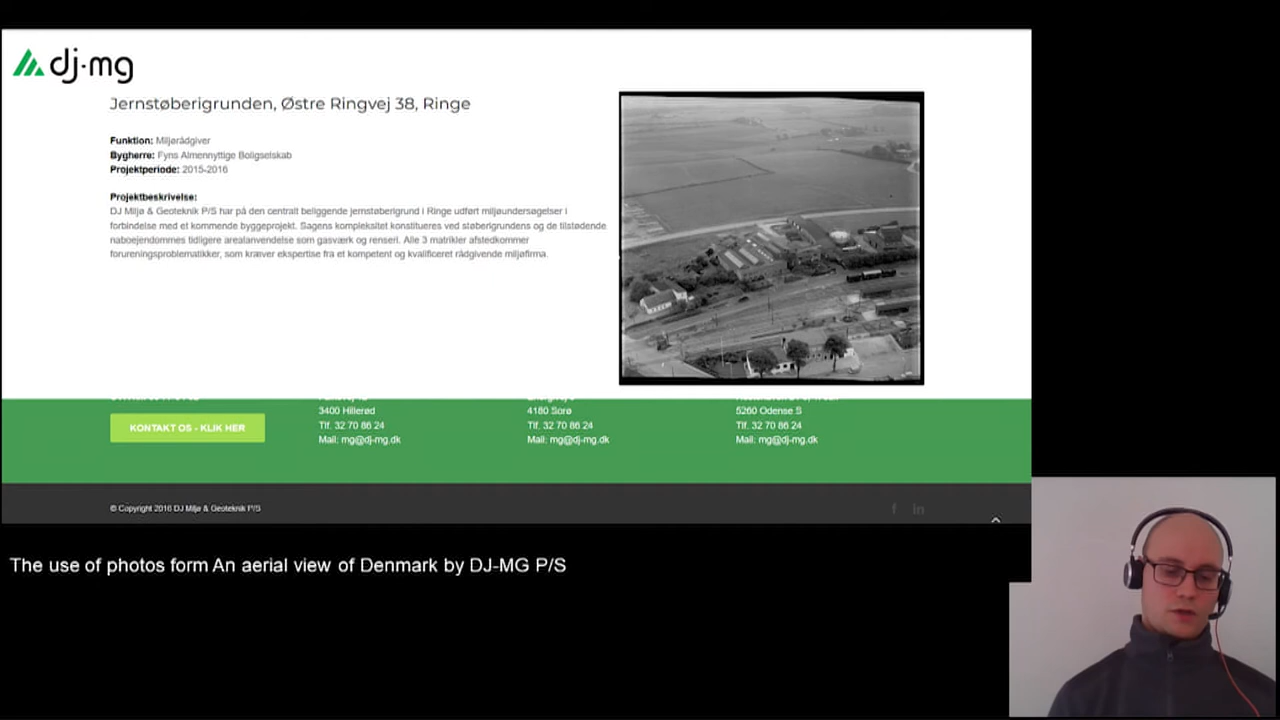 dj·mg
Jernstøberigrunden, Østre Ringvej 38, Ringe
Funktion: Miljørådgiver
Bygherre: Fyns Almennyttige Boligselskab
Projektperiode: 2015-2016
Projektbeskrivelse:
DJ Miljø & Geoteknik P/S har på den centralt beliggende jernstøberigrund i Ringe udført miljøundersøgelser i
forbindelse med et kommende byggeprojekt. Sagens kompleksitet konstitueres ved støberigrundens og de tilstødende
naboejendommes tidligere arealanvendelse som gasværk og renseri. Alle 3 matrikler afstedkommer
forureningsproblematikker, som kræver ekspertise fra et kompetent og kvalificeret rådgivende miljøfirma.
KONTAKT OS - KLIK HER
3400 Hillerød
Tlf. 32 70 86 24
Mail: mg@dj-mg.dk
4180 Sorø
Tlf. 32 70 86 24
Mail: mg@dj-mg.dk
5260 Odense S
Tlf. 32 70 86 24
Mail: mg@dj-mg.dk
© Copyright 2016 DJ Miljø & Geoteknik P/S
f in
The use of photos form An aerial view of Denmark by DJ-MG P/S